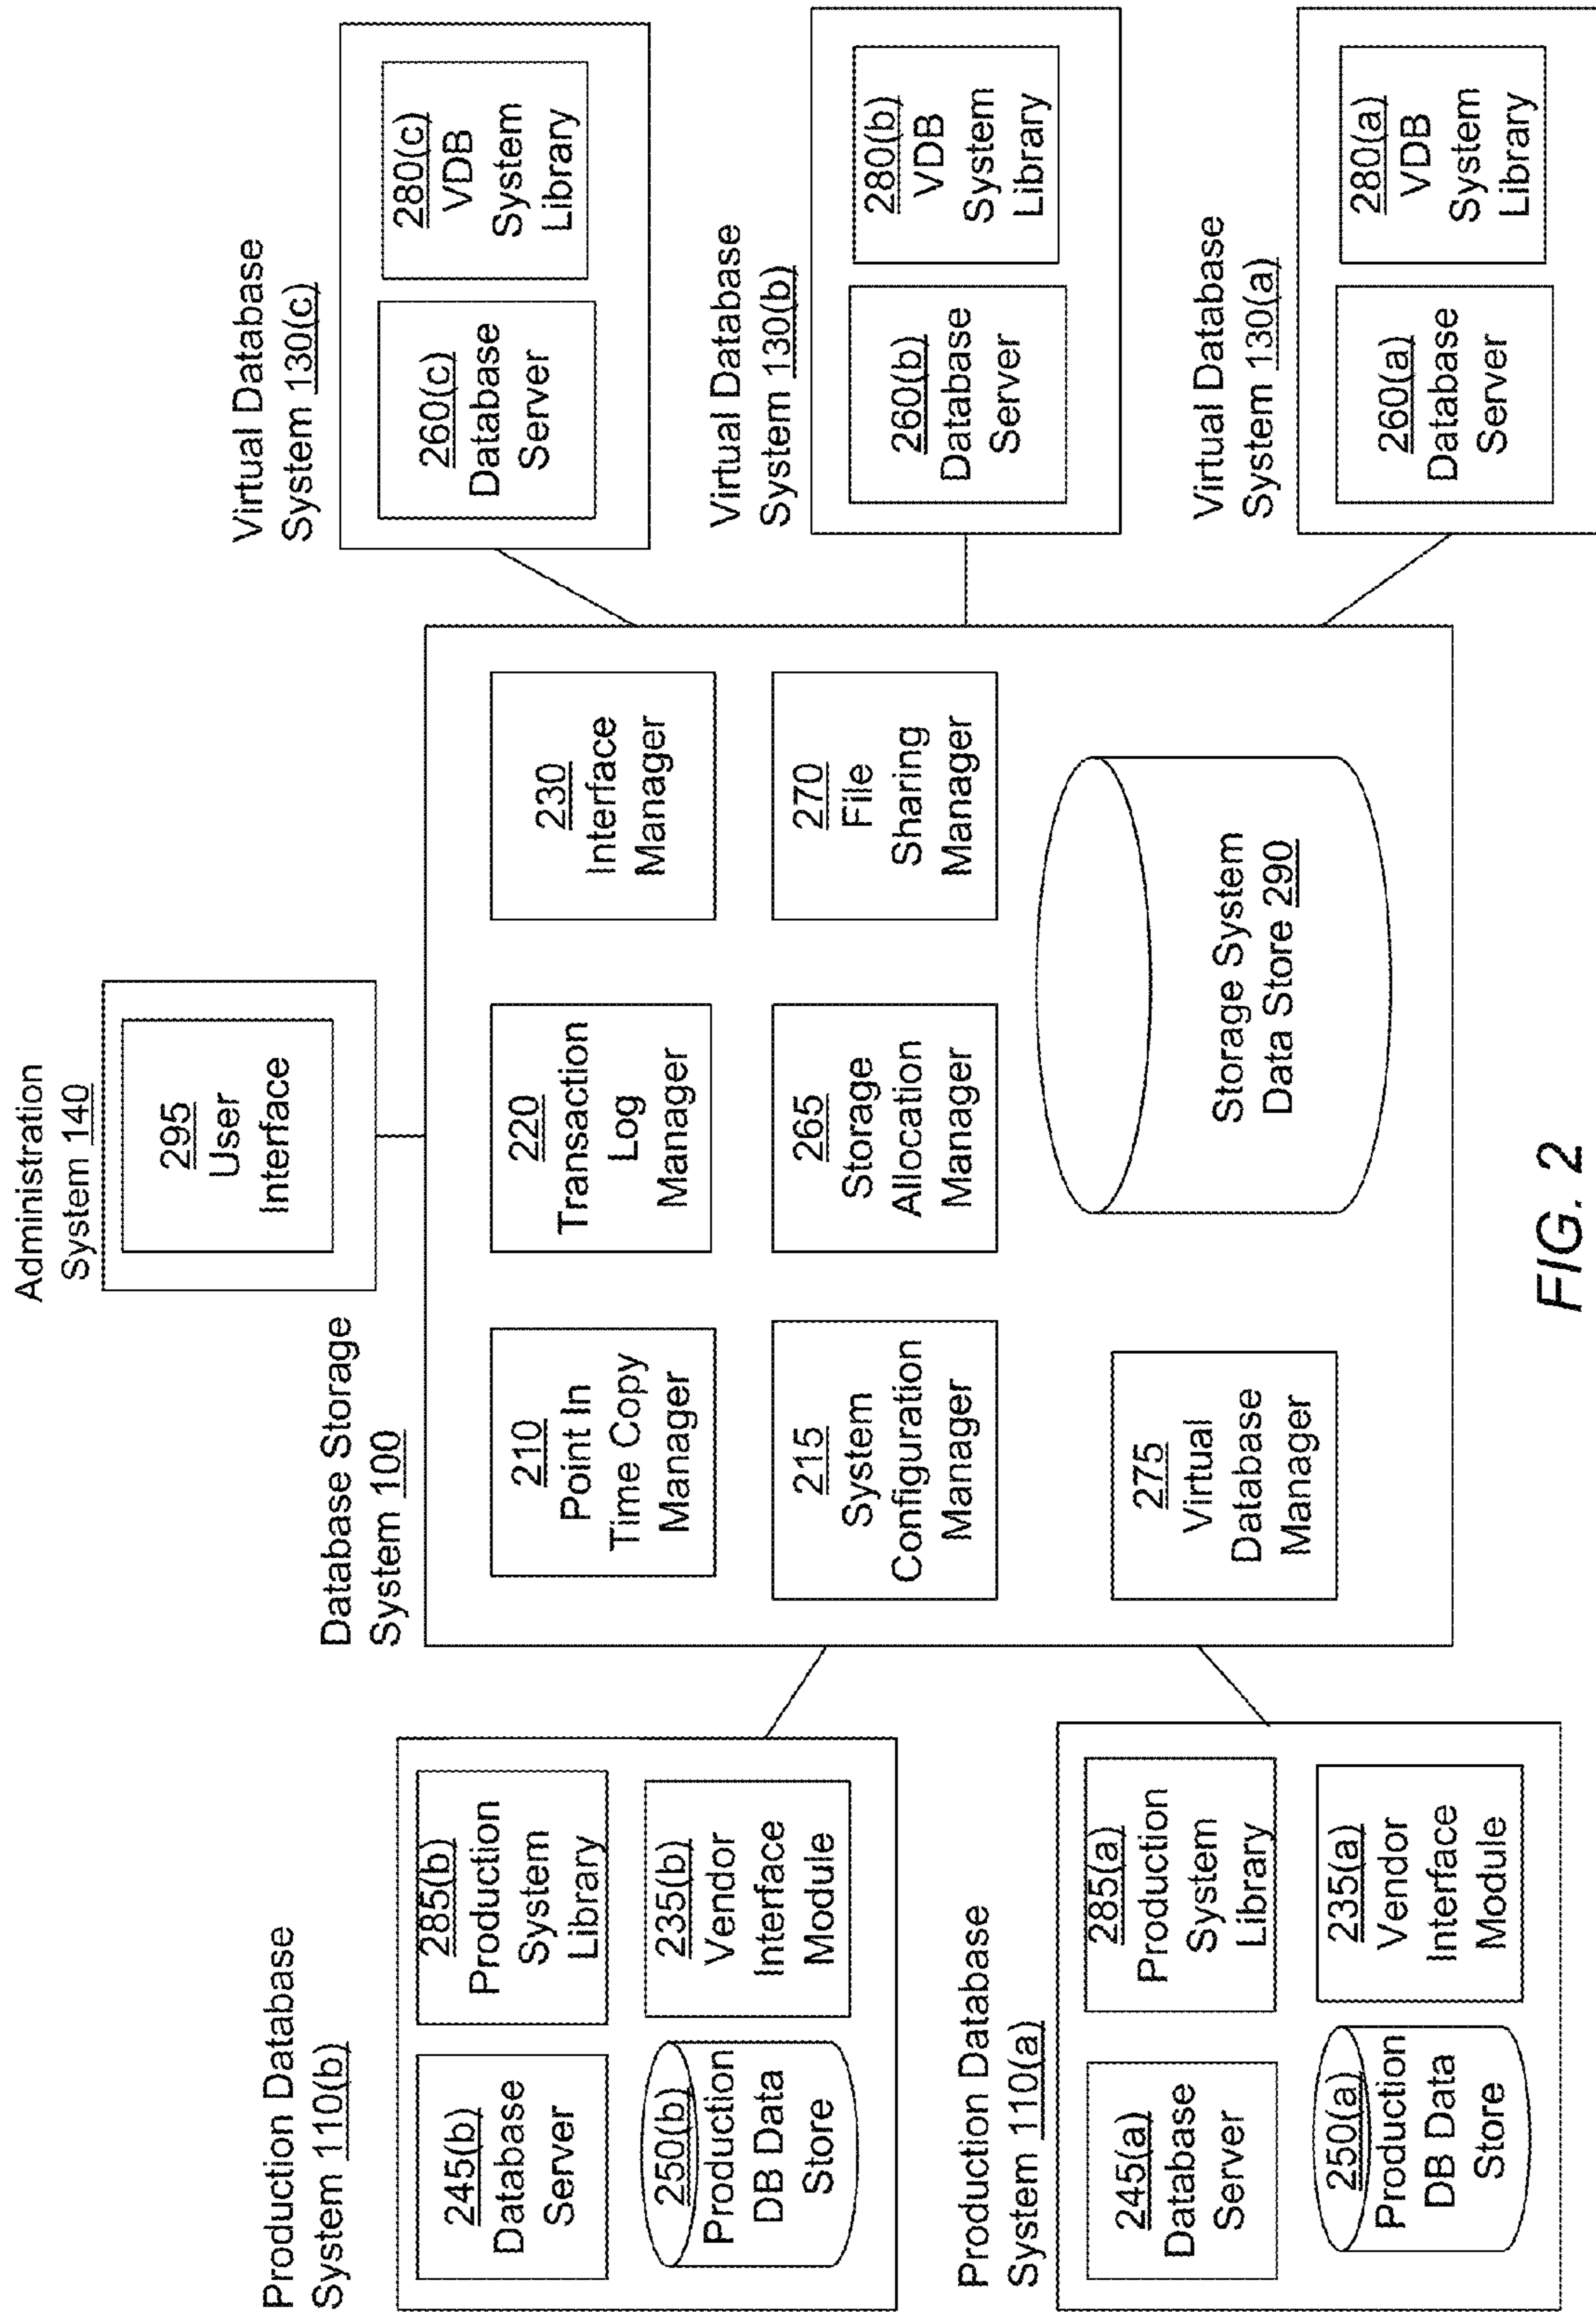 Administration
System 140
295
User
Interface
Production Database
System 110(b)
245(b)
Database
Server
285(b)
Production
System
Library
250(b)
Production
DB Data
Store
235(b)
Vendor
Interface
Module
Production Database
System 110(a)
245(a)
Database
Server
285(a)
Production
System
Library
250(a)
Production
DB Data
Store
235(a)
Vendor
Interface
Module
Database Storage
System 100
210
Point In
Time Copy
Manager
220
Transaction
Log
Manager
230
Interface
Manager
215
System
Configuration
Manager
265
Storage
Allocation
Manager
270
File
Sharing
Manager
275
Virtual
Database
Manager
Storage System
Data Store 290
Virtual Database
System 130(c)
260(c)
Database
Server
280(c)
VDB
System
Library
Virtual Database
System 130(b)
260(b)
Database
Server
280(b)
VDB
System
Library
Virtual Database
System 130(a)
260(a)
Database
Server
280(a)
VDB
System
Library
FIG. 2